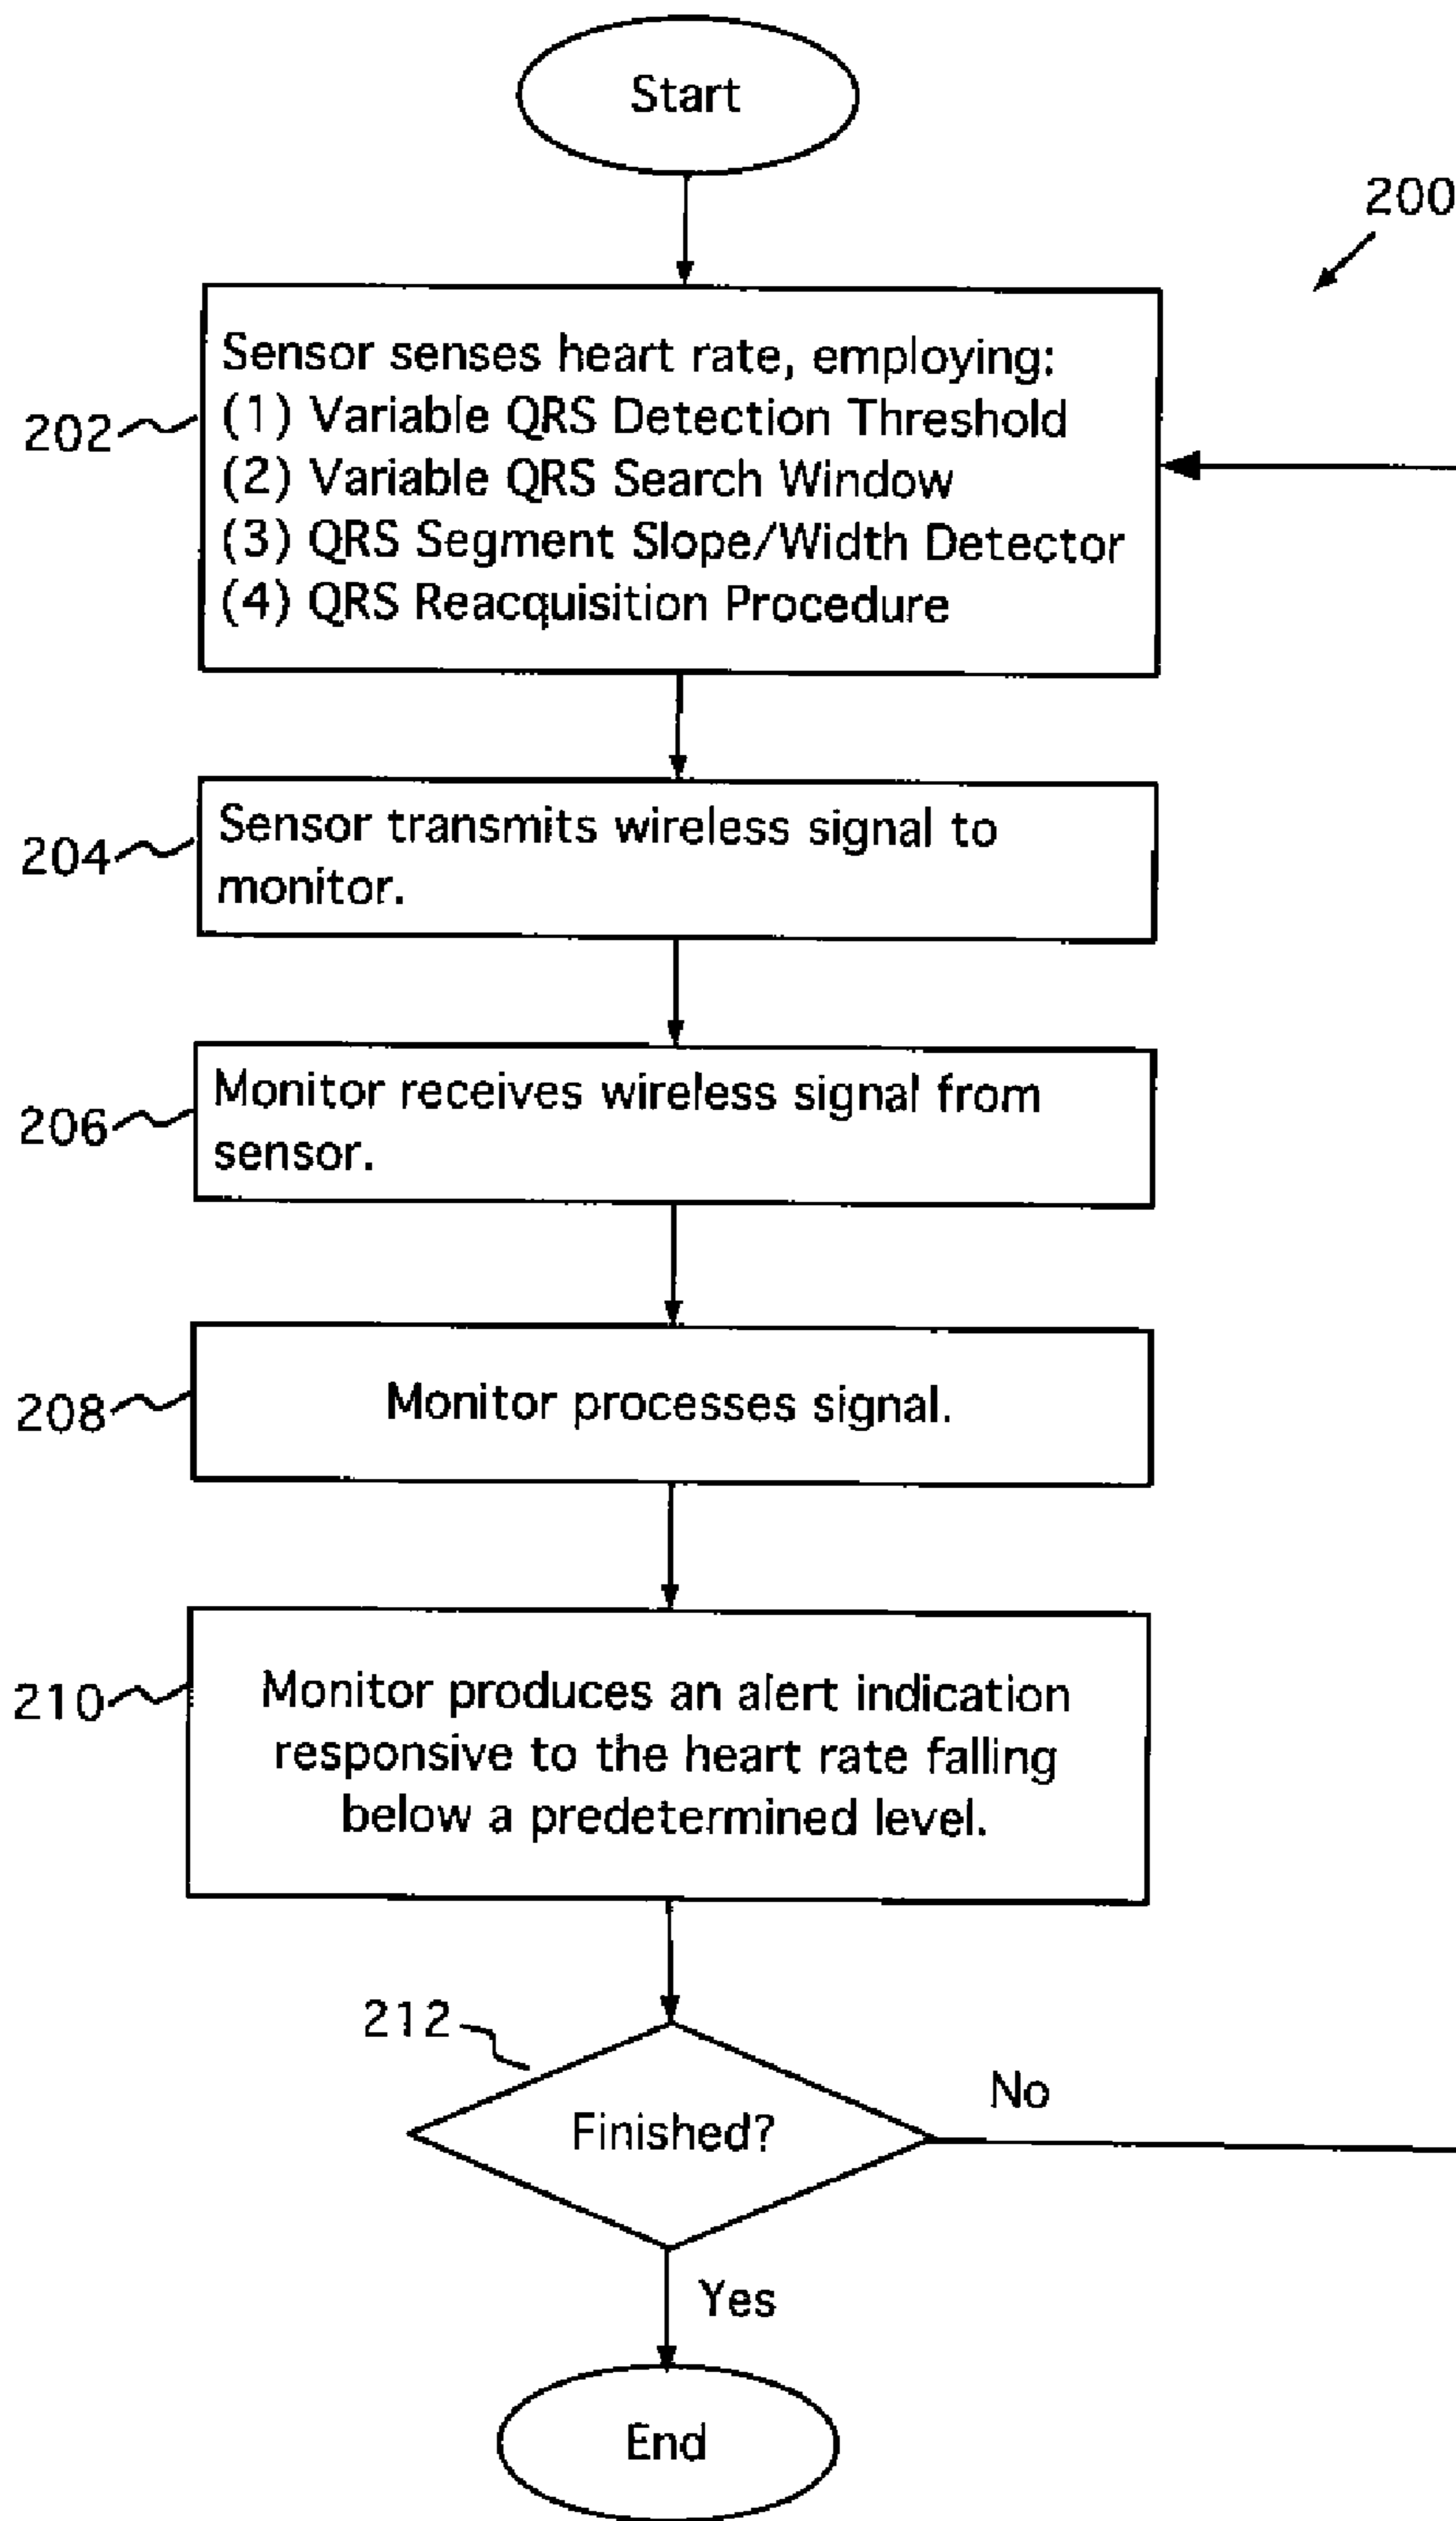 Start
200
202
Sensor senses heart rate, employing:
(1) Variable QRS Detection Threshold
(2) Variable QRS Search Window
(3) QRS Segment Slope/Width Detector
(4) QRS Reacquisition Procedure
204
Sensor transmits wireless signal to
monitor.
206
Monitor receives wireless signal from
sensor.
208
Monitor processes signal.
210
Monitor produces an alert indication
responsive to the heart rate falling
below a predetermined level.
212
Finished?
No
Yes
End